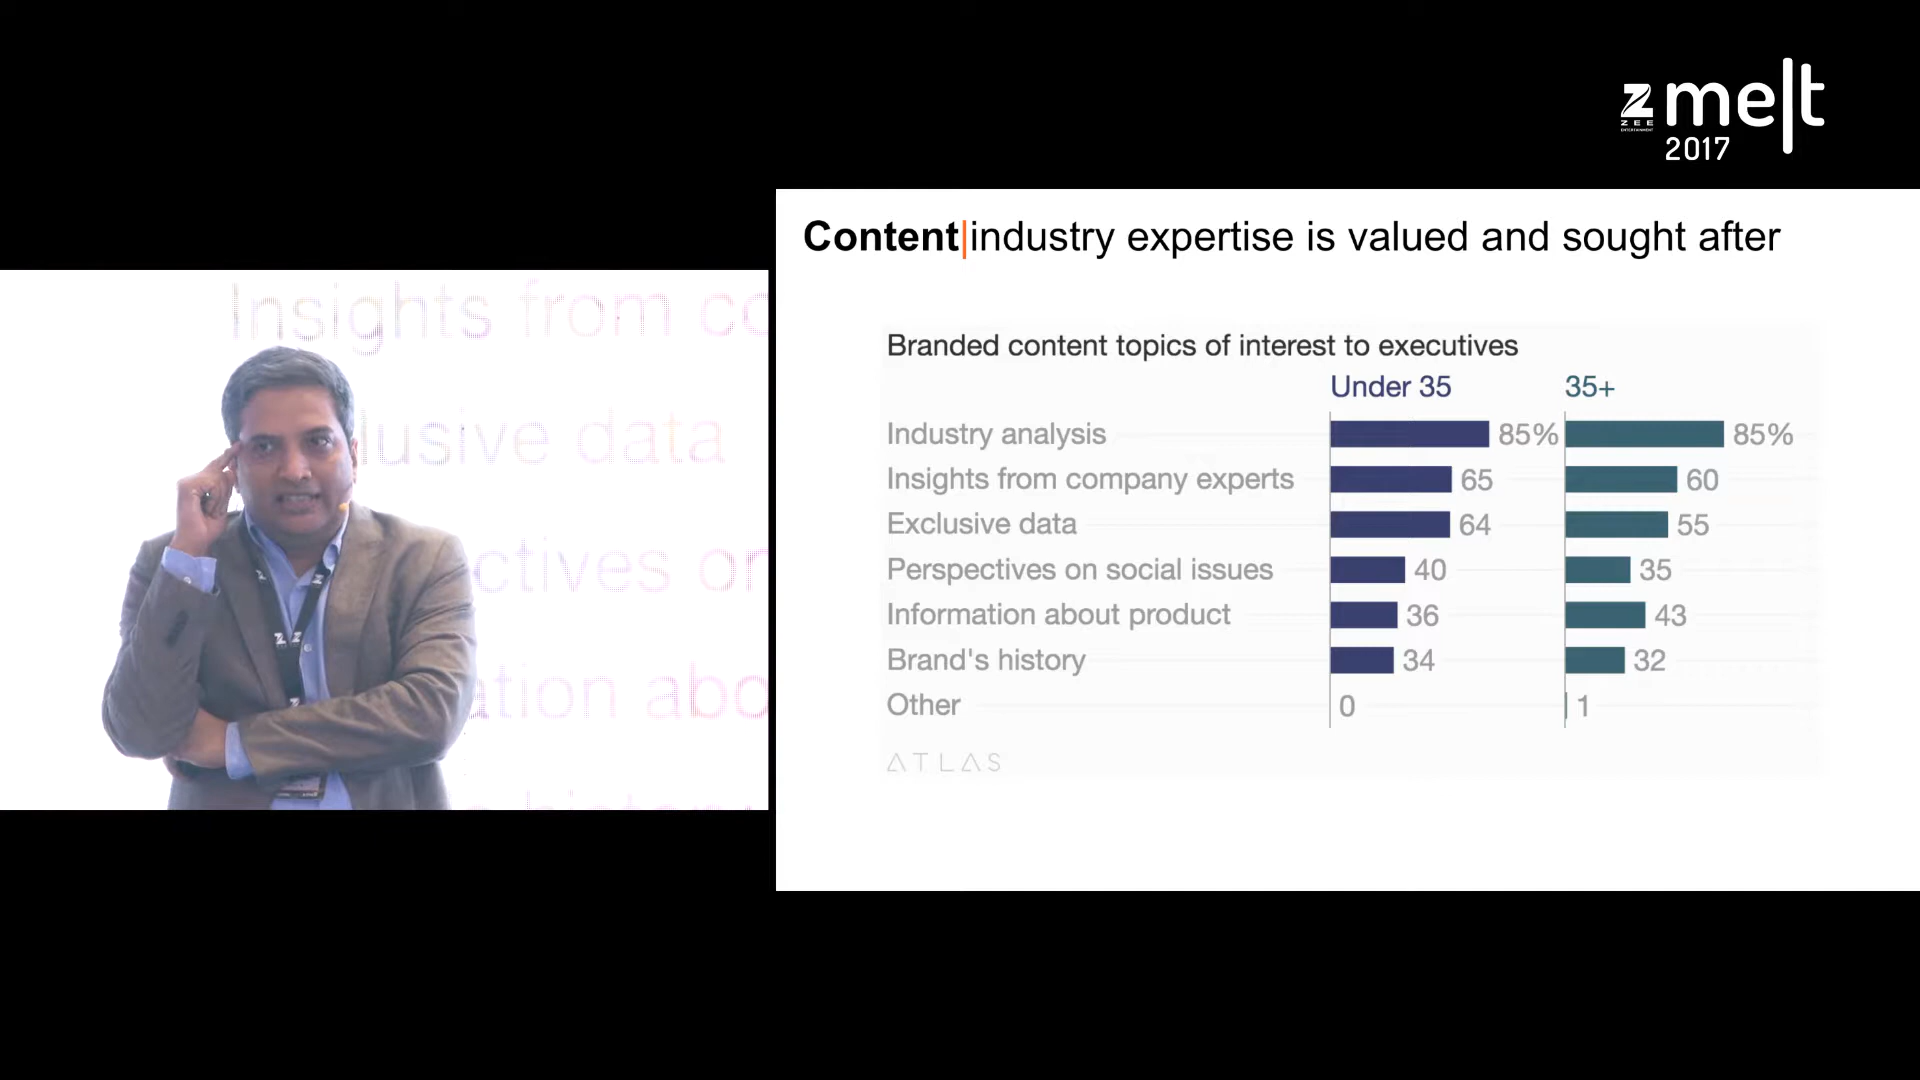 Z melt
ZEE
ENTERTAINMENT
2017
Content|industry expertise is valued and sought after
Branded content topics of interest to executives
Under 35 35+
Industry analysis 85% 85%
Insights from company experts 65 60
Exclusive data 64 55
Perspectives on social issues 40 35
Information about product 36 43
Brand's history 34 32
Other 0 1
ATLAS
Insights from co
lusive data
ctives or
ation abo